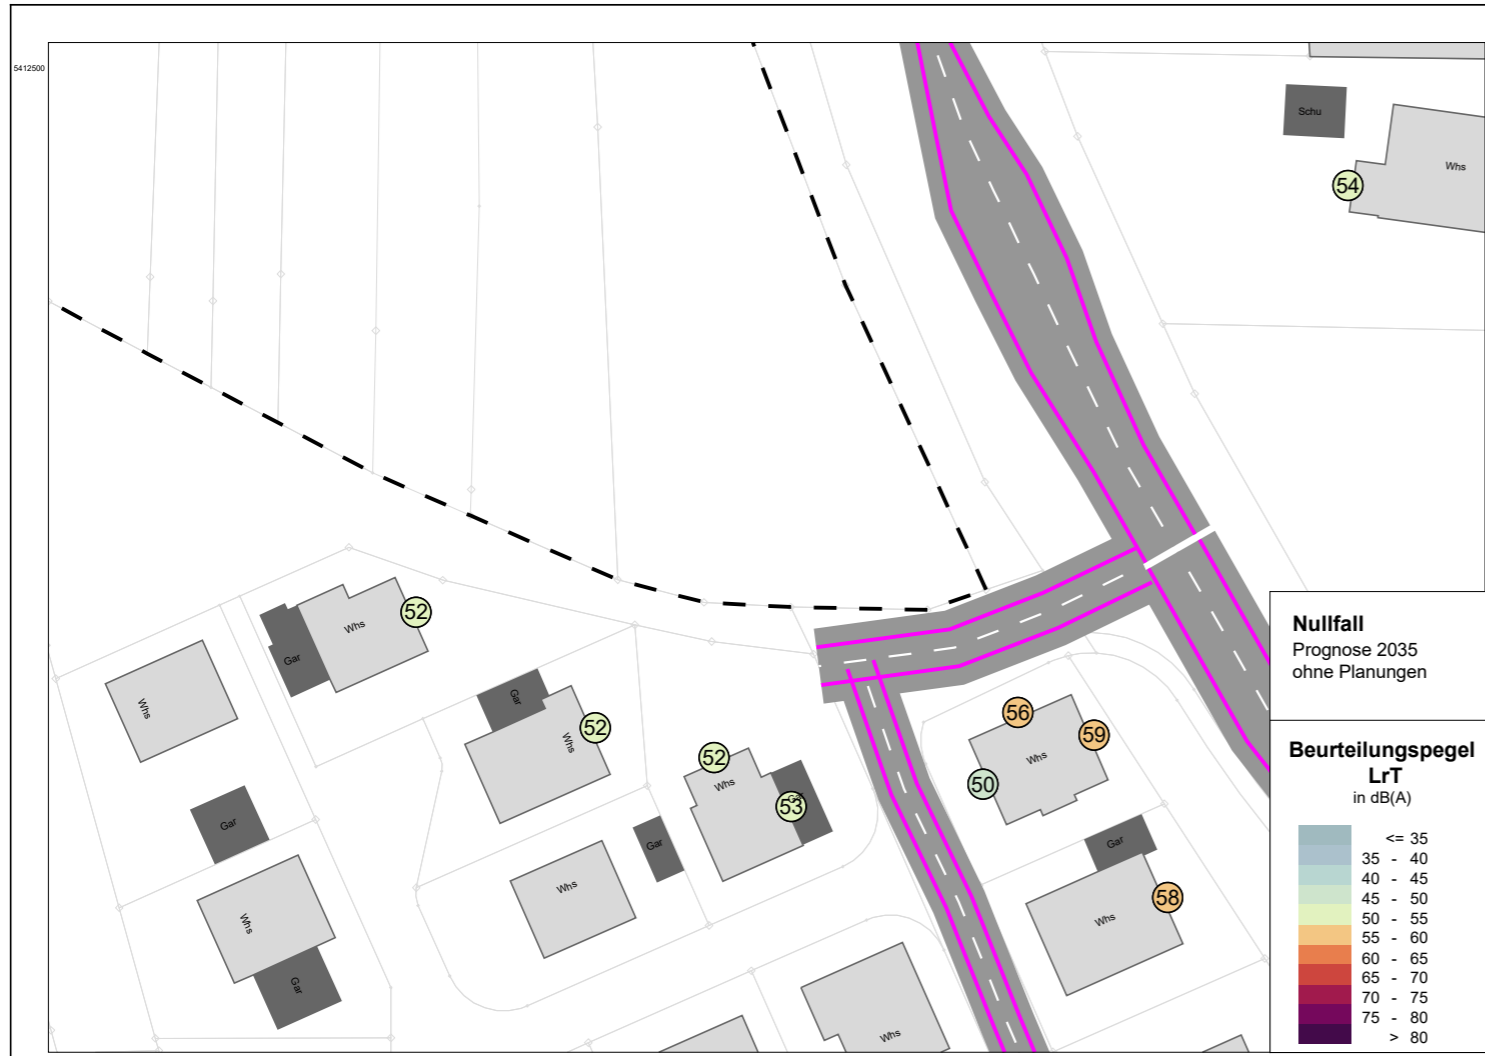 5412500
Schu
Whs
54
52
Whs
Gar
Whs
Gar
52
Whs
52
Whs
Gar
53
56
59
Whs
50
Gar
Gar
Whs
Gar
Whs
58
Whs
Whs
Gar
Whs
Nullfall
Prognose 2035
ohne Planungen
Beurteilungspegel
LrT
in dB(A)
<= 35
35 - 40
40 - 45
45 - 50
50 - 55
55 - 60
60 - 65
65 - 70
70 - 75
75 - 80
> 80